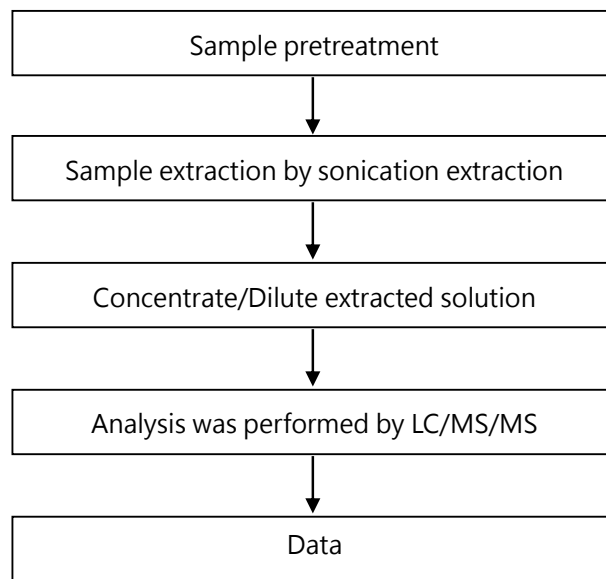 Sample pretreatment
Sample extraction by sonication extraction
Concentrate/Dilute extracted solution
Analysis was performed by LC/MS/MS
Data